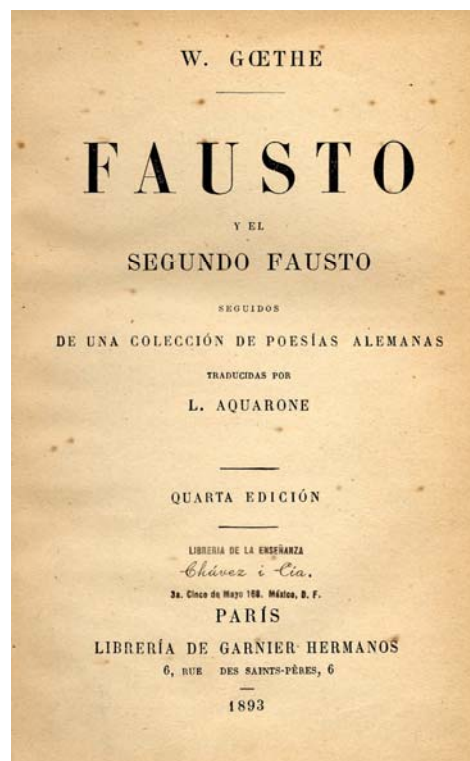 W. GŒTHE
FAUSTO
Y EL
SEGUNDO FAUSTO
SEGUIDOS
DE UNA COLECCIÓN DE POESÍAS ALEMANAS
TRADUCIDAS POR
L. AQUARONE
QUARTA EDICIÓN
LIBRERIA DE LA ENSEÑANZA
Chávez i Cía.
3a. Cinco de Mayo 168. México, D. F.
PARÍS
LIBRERÍA DE GARNIER HERMANOS
6, RUE DES SAINTS-PÈRES, 6
1893